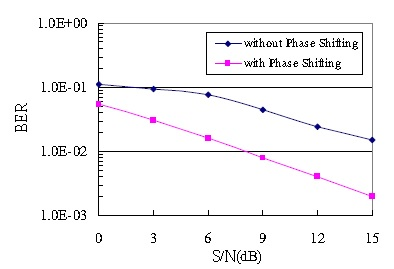 1.0E+00
without Phase Shifting
with Phase Shifting
1.0E-01
BER
1.0E-02
1.0E-03
0 3 6 9 12 15
S/N(dB)